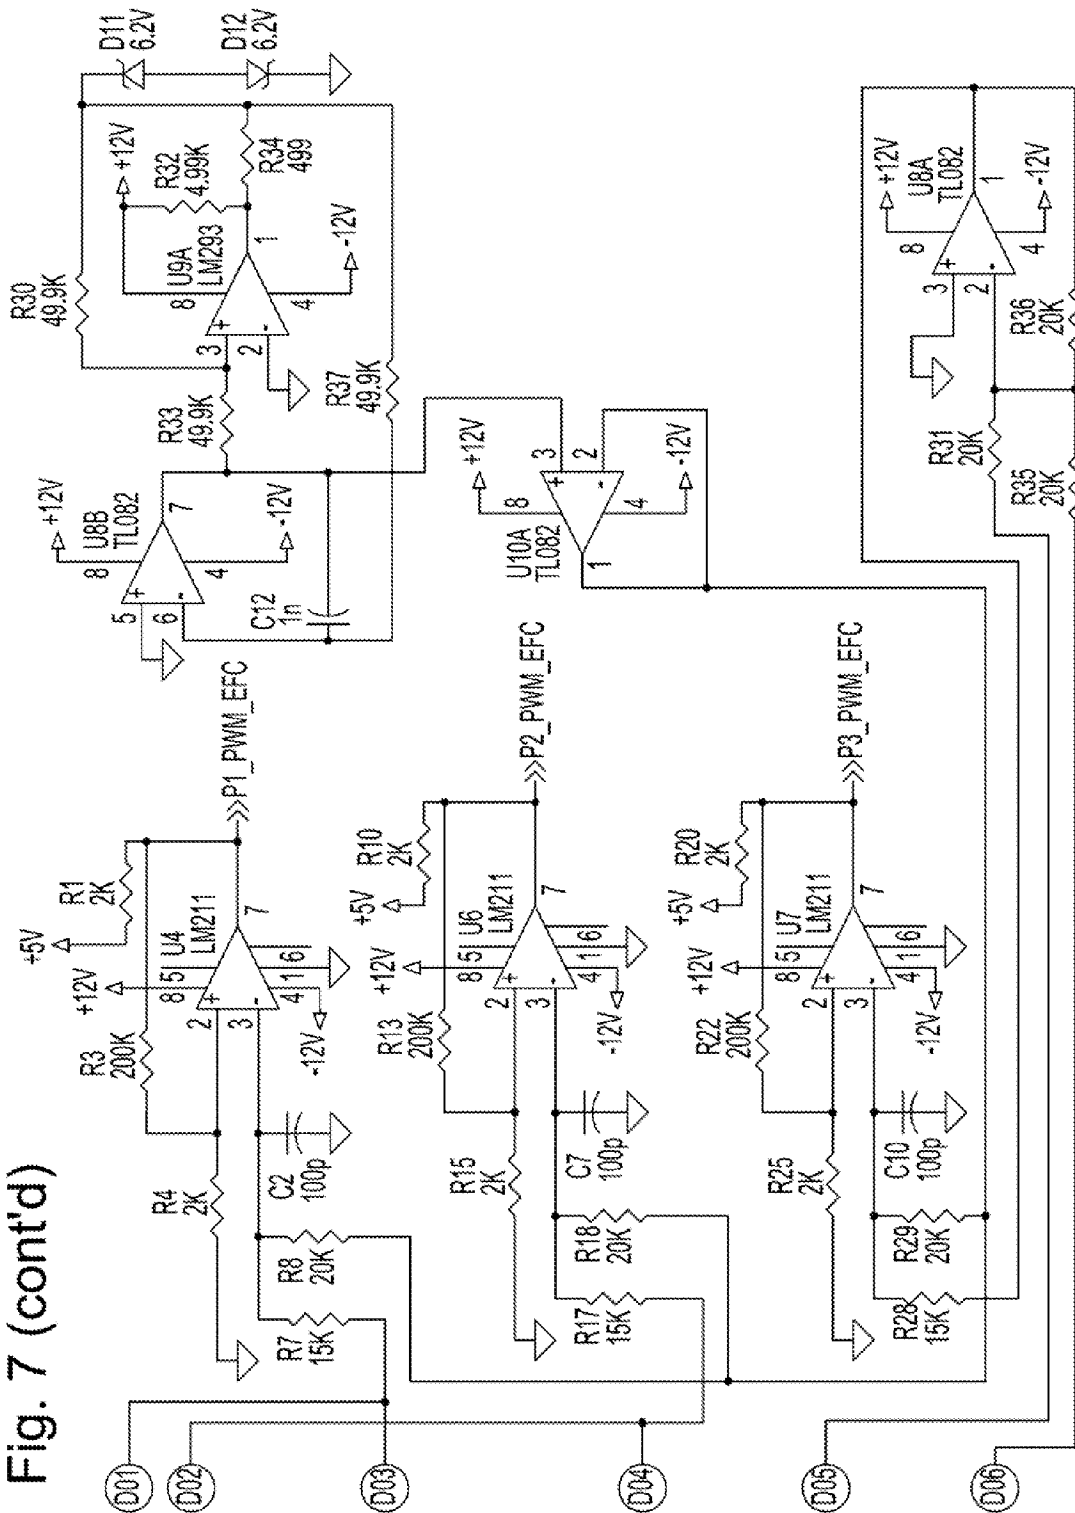 Fig. 7 (cont'd)
D01
D02
D03
D04
D05
D06
+5V
R1
2K
+12V
R3
200K
R4
2K
U4
LM211
8
5
2
3
7
6
1
4
-12V
P1_PWM_EFC
C2
100p
R8
20K
R7
15K
+5V
R10
2K
+12V
R13
200K
R15
2K
U6
LM211
8
5
2
3
7
6
1
4
-12V
P2_PWM_EFC
C7
100p
R18
20K
R17
15K
+5V
R20
2K
+12V
R22
200K
R25
2K
U7
LM211
8
5
2
3
7
6
1
4
-12V
P3_PWM_EFC
C10
100p
R29
20K
R28
15K
+12V
U8B
TL082
8
5
6
7
4
-12V
C12
1n
R33
49.9K
R30
49.9K
+12V
R32
4.99K
U9A
LM293
8
3
2
1
4
-12V
R34
499
R37
49.9K
D11
6.2V
D12
6.2V
+12V
U10A
TL082
8
3
2
1
4
-12V
+12V
U8A
TL082
8
3
2
1
4
-12V
R31
20K
R36
20K
R35
20K